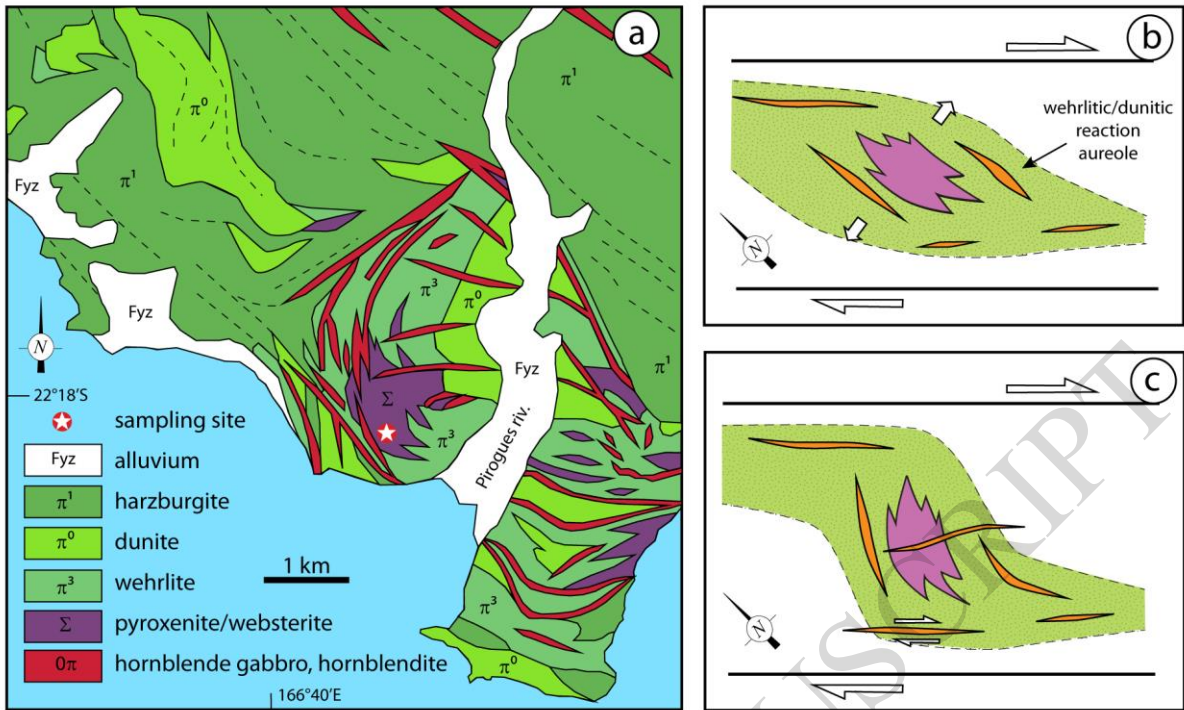 a
π⁰
π¹
π¹
Fyz
π³
π⁰
Fyz
π¹
Fyz
N
Σ
22°18'S
π³
Pirogues riv.
sampling site
Fyz
alluvium
π¹
harzburgite
π⁰
dunite
1 km
π³
wehrlite
π³
Σ
pyroxenite/websterite
0π
hornblende gabbro, hornblendite
π⁰
166°40'E
b
wehrlitic/dunitic
reaction
aureole
N
c
N
USCRIPT